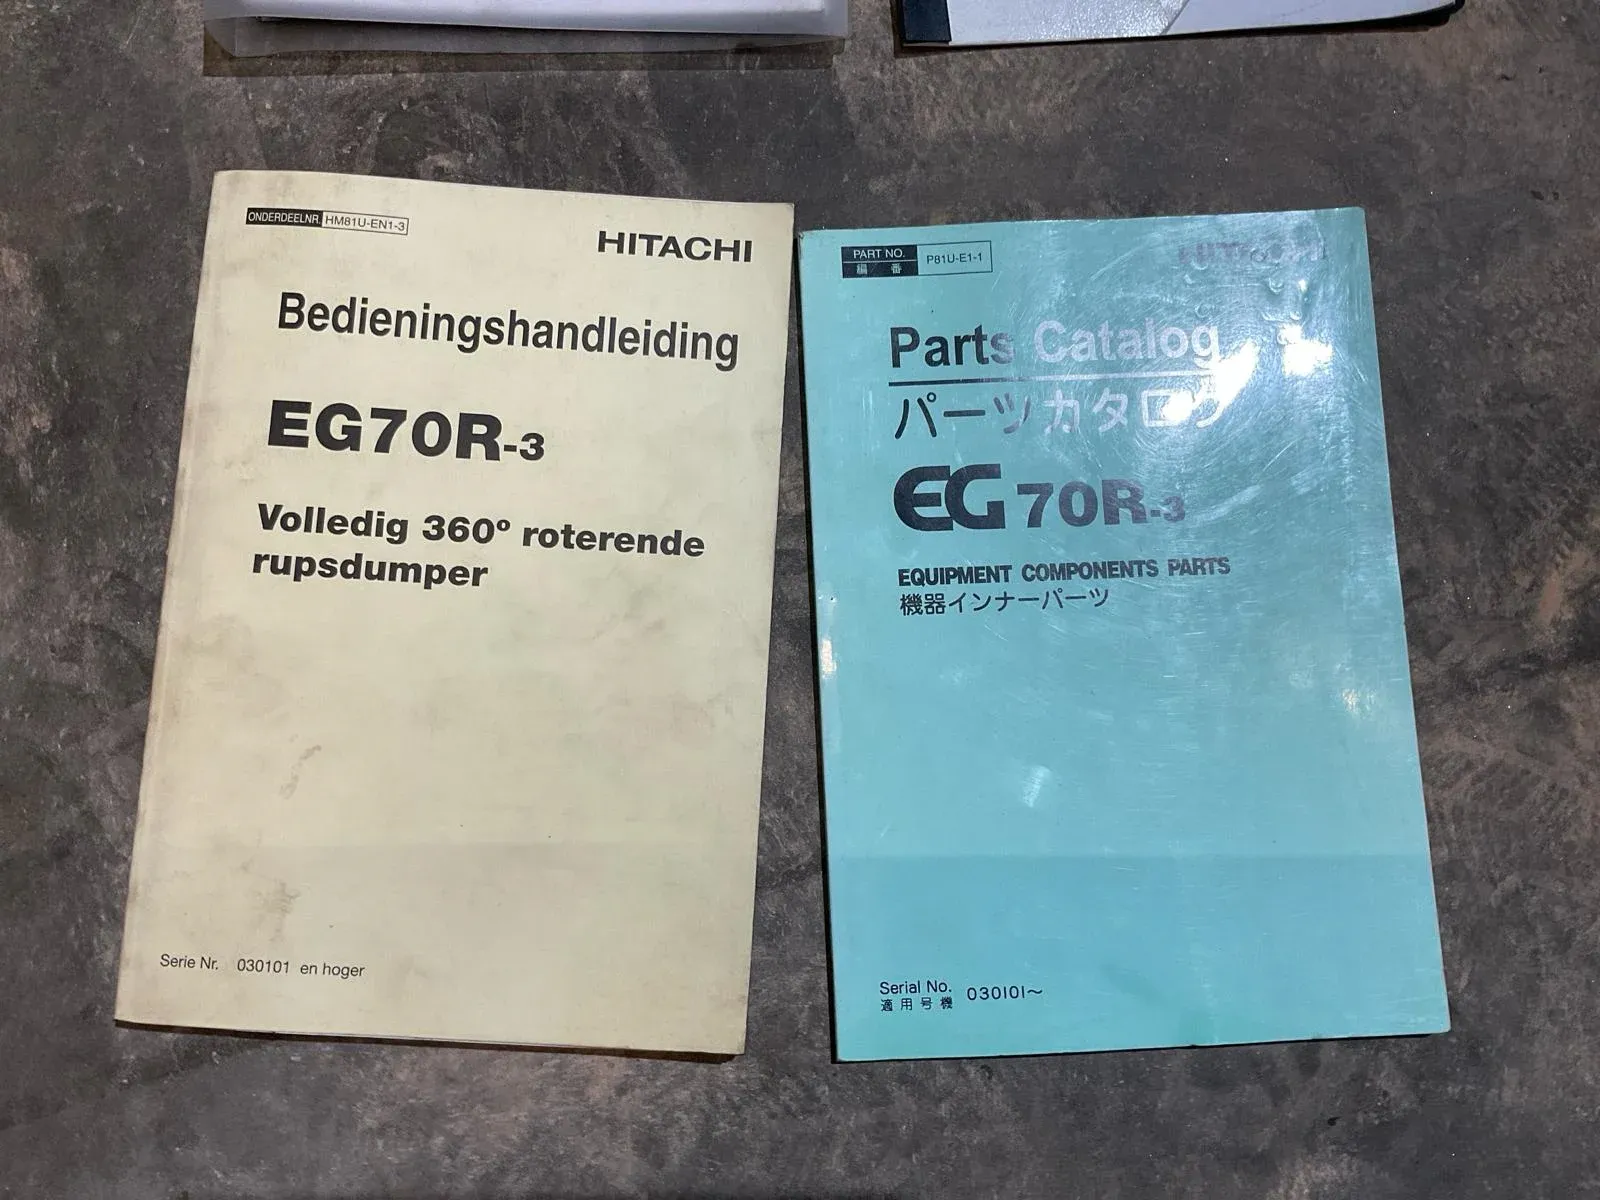 ONDERDEELNR. HM81U-EN1-3
HITACHI
Bedieningshandleiding
EG70R-3
Volledig 360º roterende
rupsdumper
Serie Nr. 030101 en hoger
PART NO. P81U-E1-1
編 番
HITACHI
Parts Catalog
パーツカタログ
EG 70R-3
EQUIPMENT COMPONENTS PARTS
機器インナーパーツ
Serial No. 030101～
適用号機